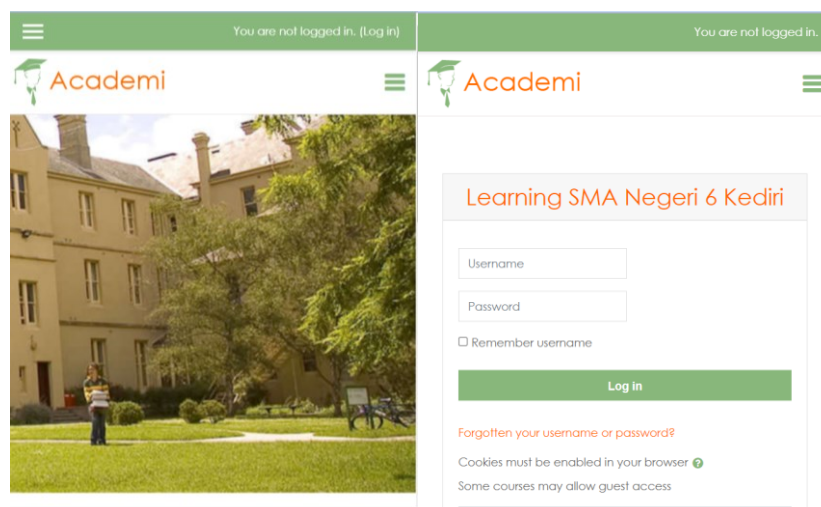 You are not logged in. (Log in)
Academi
You are not logged in.
Academi
Learning SMA Negeri 6 Kediri
Username
Password
Remember username
Log in
Forgotten your username or password?
Cookies must be enabled in your browser
Some courses may allow guest access